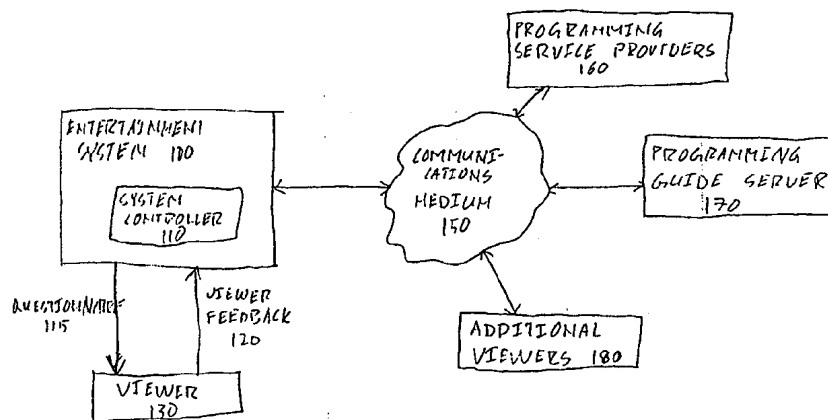 PROGRAMMING
SERVICE PROVIDERS
160
ENTERTAINMENT
SYSTEM 100
SYSTEM
CONTROLLER
110
COMMUNI-
CATIONS
MEDIUM
150
PROGRAMMING
GUIDE SERVER
170
QUESTIONNAIRE
115
VIEWER
FEEDBACK
120
ADDITIONAL
VIEWERS 180
VIEWER
130